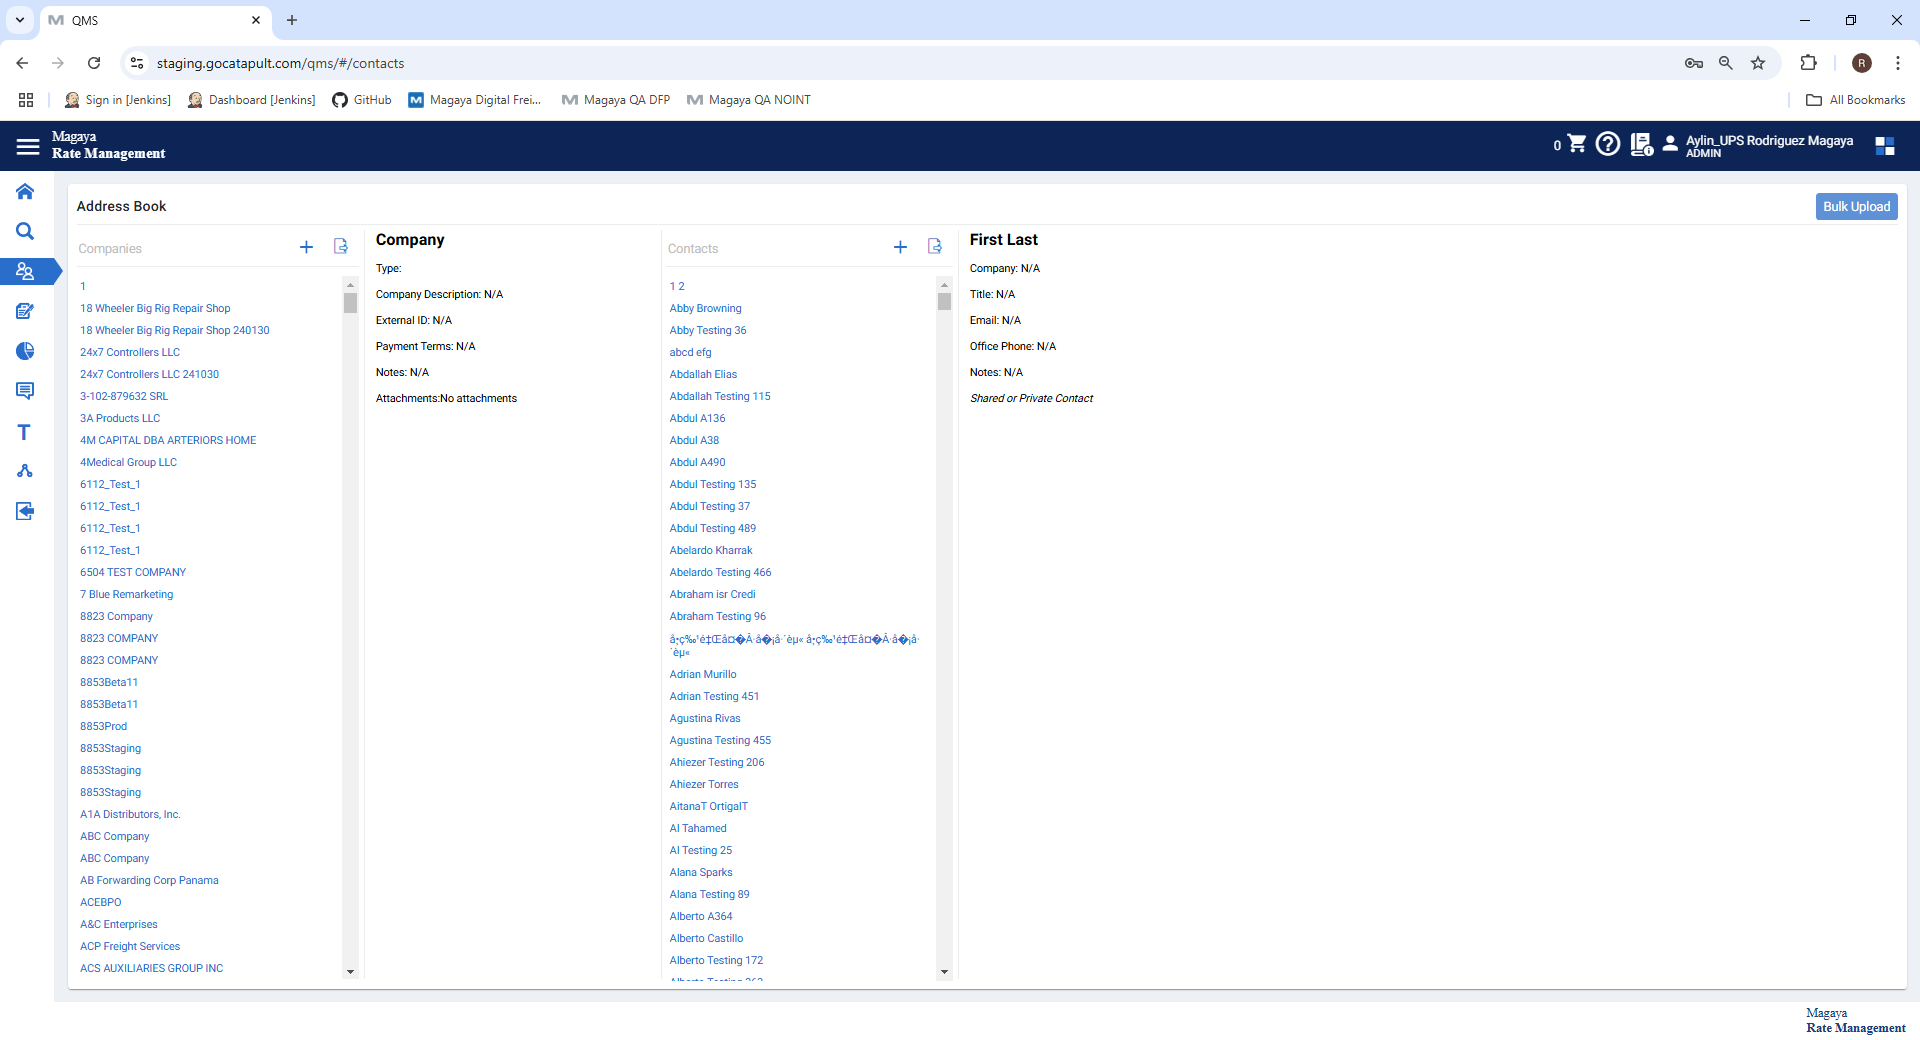 QMS
staging.gocatapult.com/qms/#/contacts
R
Sign in [Jenkins]
Dashboard [Jenkins]
GitHub
Magaya Digital Frei...
Magaya QA DFP
Magaya QA NOINT
All Bookmarks
Magaya
Rate Management
0
Aylin_UPS Rodriguez Magaya
ADMIN
Address Book
Bulk Upload
Companies
1
18 Wheeler Big Rig Repair Shop
18 Wheeler Big Rig Repair Shop 240130
24x7 Controllers LLC
24x7 Controllers LLC 241030
3-102-879632 SRL
3A Products LLC
4M CAPITAL DBA ARTERIORS HOME
4Medical Group LLC
6112_Test_1
6112_Test_1
6112_Test_1
6112_Test_1
6504 TEST COMPANY
7 Blue Remarketing
8823 Company
8823 COMPANY
8823 COMPANY
8853Beta11
8853Beta11
8853Prod
8853Staging
8853Staging
8853Staging
A1A Distributors, Inc.
ABC Company
ABC Company
AB Forwarding Corp Panama
ACEBPO
A&C Enterprises
ACP Freight Services
ACS AUXILIARIES GROUP INC
Company
Type:
Company Description: N/A
External ID: N/A
Payment Terms: N/A
Notes: N/A
Attachments:No attachments
Contacts
1 2
Abby Browning
Abby Testing 36
abcd efg
Abdallah Elias
Abdallah Testing 115
Abdul A136
Abdul A38
Abdul A490
Abdul Testing 135
Abdul Testing 37
Abdul Testing 489
Abelardo Kharrak
Abelardo Testing 466
Abraham isr Credi
Abraham Testing 96
Adrian Murillo
Adrian Testing 451
Agustina Rivas
Agustina Testing 455
Ahiezer Testing 206
Ahiezer Torres
AitanaT OrtigalT
Al Tahamed
Al Testing 25
Alana Sparks
Alana Testing 89
Alberto A364
Alberto Castillo
Alberto Testing 172
First Last
Company: N/A
Title: N/A
Email: N/A
Office Phone: N/A
Notes: N/A
Shared or Private Contact
Magaya
Rate Management